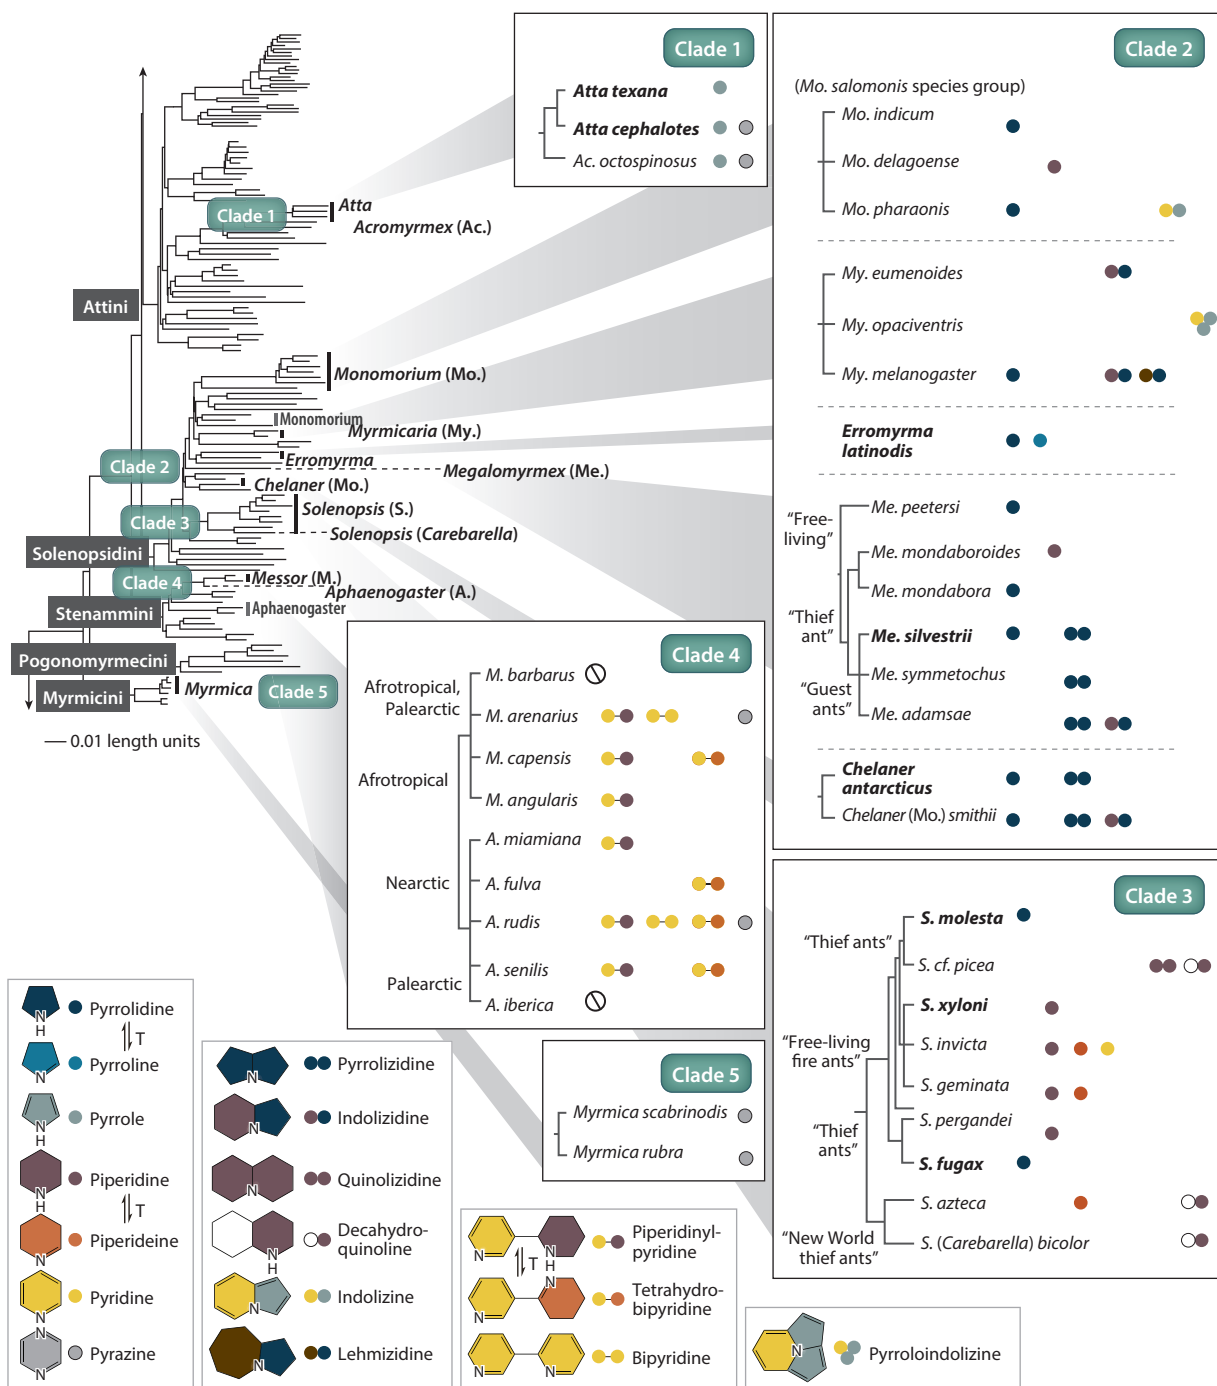 Clade 1
Atta texana
Atta cephalotes
Ac. octospinosus
Clade 2
(Mo. salomonis species group)
Mo. indicum
Mo. delagoense
Mo. pharaonis
My. eumenoides
My. opaciventris
My. melanogaster
Erromyrma
latinodis
"Free-
living"
Me. peetersi
Me. mondaboroides
Me. mondabora
"Thief
ant"
Me. silvestrii
Me. symmetochus
"Guest
ants"
Me. adamsae
Chelaner
antarcticus
Chelaner (Mo.) smithii
Attini
Clade 1
Atta
Acromyrmex (Ac.)
Monomorium (Mo.)
Monomorium
Myrmicaria (My.)
Clade 2
Erromyrma
Megalomyrmex (Me.)
Chelaner (Mo.)
Solenopsis (S.)
Clade 3
Solenopsis (Carebarella)
Solenopsidini
Clade 4
Messor (M.)
Aphaenogaster (A.)
Aphaenogaster
Stenammini
Pogonomyrmecini
Myrmicini
Myrmica
Clade 5
0.01 length units
Clade 4
Afrotropical,
Palearctic
M. barbarus
M. arenarius
Afrotropical
M. capensis
M. angularis
A. miamiana
Nearctic
A. fulva
A. rudis
Palearctic
A. senilis
A. iberica
Clade 3
"Thief ants"
S. molesta
S. cf. picea
S. xyloni
"Free-living
fire ants"
S. invicta
S. geminata
"Thief
ants"
S. pergandei
S. fugax
S. azteca
"New World
thief ants"
S. (Carebarella) bicolor
Clade 5
Myrmica scabrinodis
Myrmica rubra
N
H
Pyrrolidine
T
N
Pyrroline
N
H
Pyrrole
N
H
Piperidine
T
N
Piperideine
N
Pyridine
N
N
Pyrazine
N
Pyrrolizidine
N
Indolizidine
N
Quinolizidine
N
H
Decahydro-
quinoline
N
Indolizine
N
Lehmizidine
N
N
H
Piperidinyl-
pyridine
T
N
N
Tetrahydro-
bipyridine
N
N
Bipyridine
N
Pyrroloindolizine